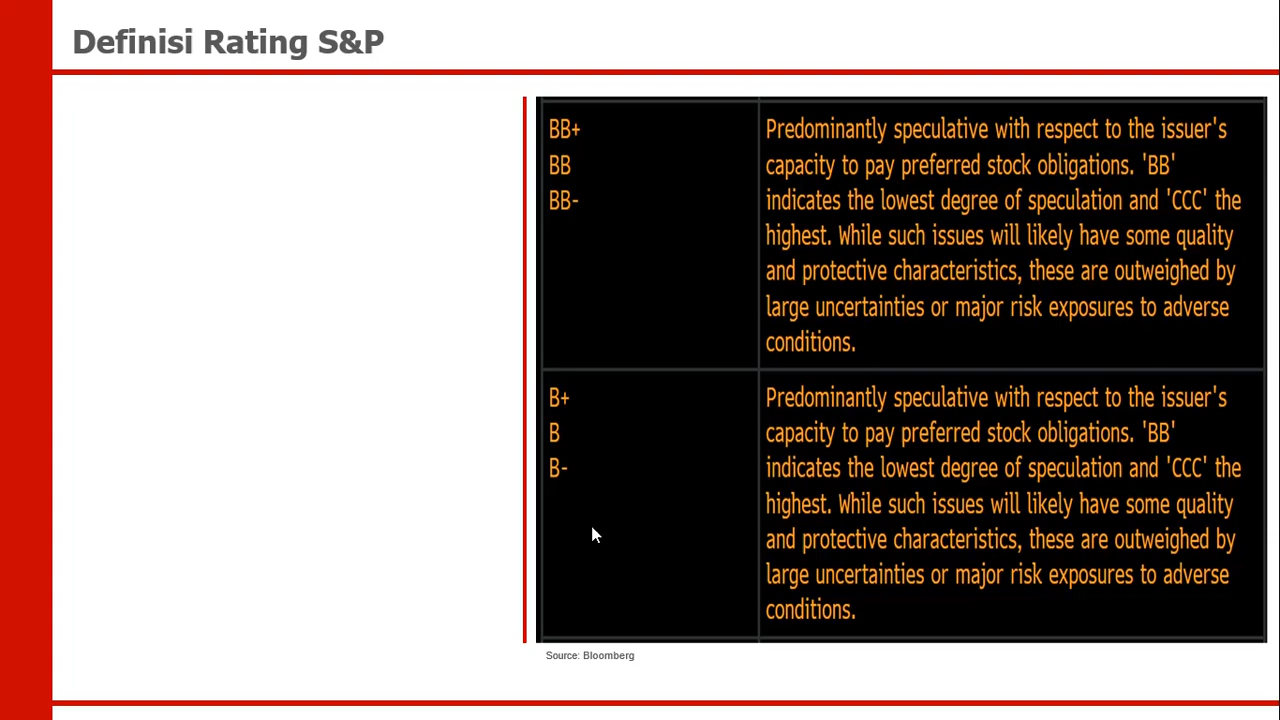 Definisi Rating S&P
BB+
BB
BB-
Predominantly speculative with respect to the issuer's
capacity to pay preferred stock obligations. 'BB'
indicates the lowest degree of speculation and 'CCC' the
highest. While such issues will likely have some quality
and protective characteristics, these are outweighed by
large uncertainties or major risk exposures to adverse
conditions.
B+
B
B-
Predominantly speculative with respect to the issuer's
capacity to pay preferred stock obligations. 'BB'
indicates the lowest degree of speculation and 'CCC' the
highest. While such issues will likely have some quality
and protective characteristics, these are outweighed by
large uncertainties or major risk exposures to adverse
conditions.
Source: Bloomberg